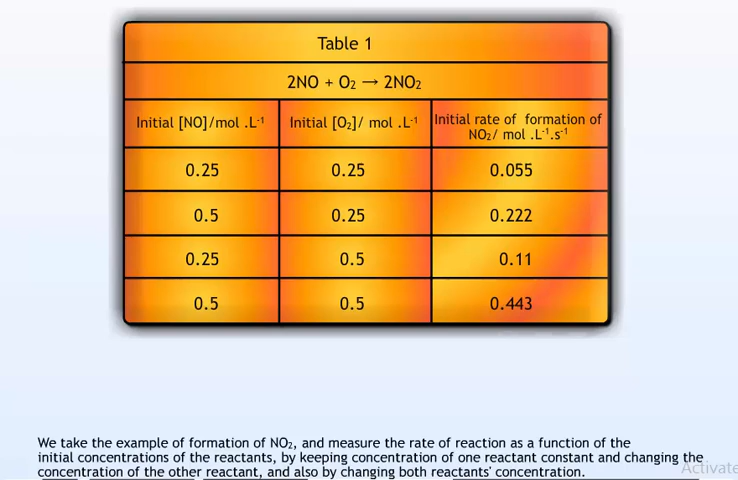 Table 1
2NO + O₂ → 2NO₂
Initial [NO]/mol .L⁻¹ Initial [O₂]/ mol .L⁻¹ Initial rate of formation of NO₂/ mol .L⁻¹.s⁻¹
0.25 0.25 0.055
0.5 0.25 0.222
0.25 0.5 0.11
0.5 0.5 0.443
We take the example of formation of NO₂, and measure the rate of reaction as a function of the
initial concentrations of the reactants, by keeping concentration of one reactant constant and changing the
concentration of the other reactant, and also by changing both reactants' concentration.
Activate